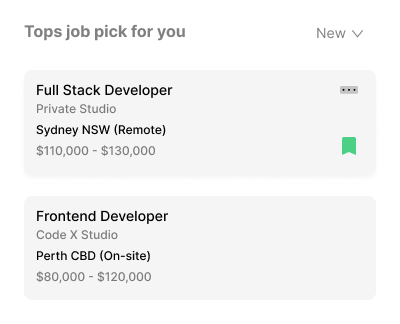 Tops job pick for you
New
Full Stack Developer
Private Studio
Sydney NSW (Remote)
$110,000 - $130,000
Frontend Developer
Code X Studio
Perth CBD (On-site)
$80,000 - $120,000